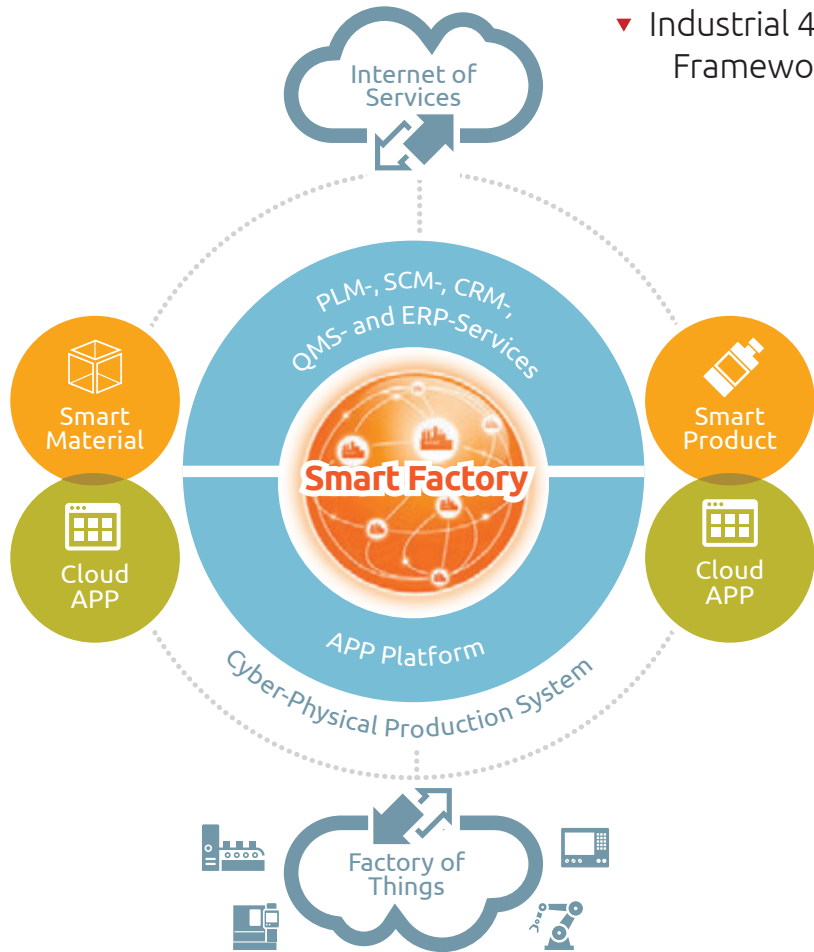 ▼ Industrial 4
Framewo
Internet of
Services
PLM-, SCM-, CRM-,
QMS- and ERP-Services
Smart
Material
Smart
Product
Smart Factory
Cloud
APP
Cloud
APP
APP Platform
Cyber-Physical Production System
Factory of
Things